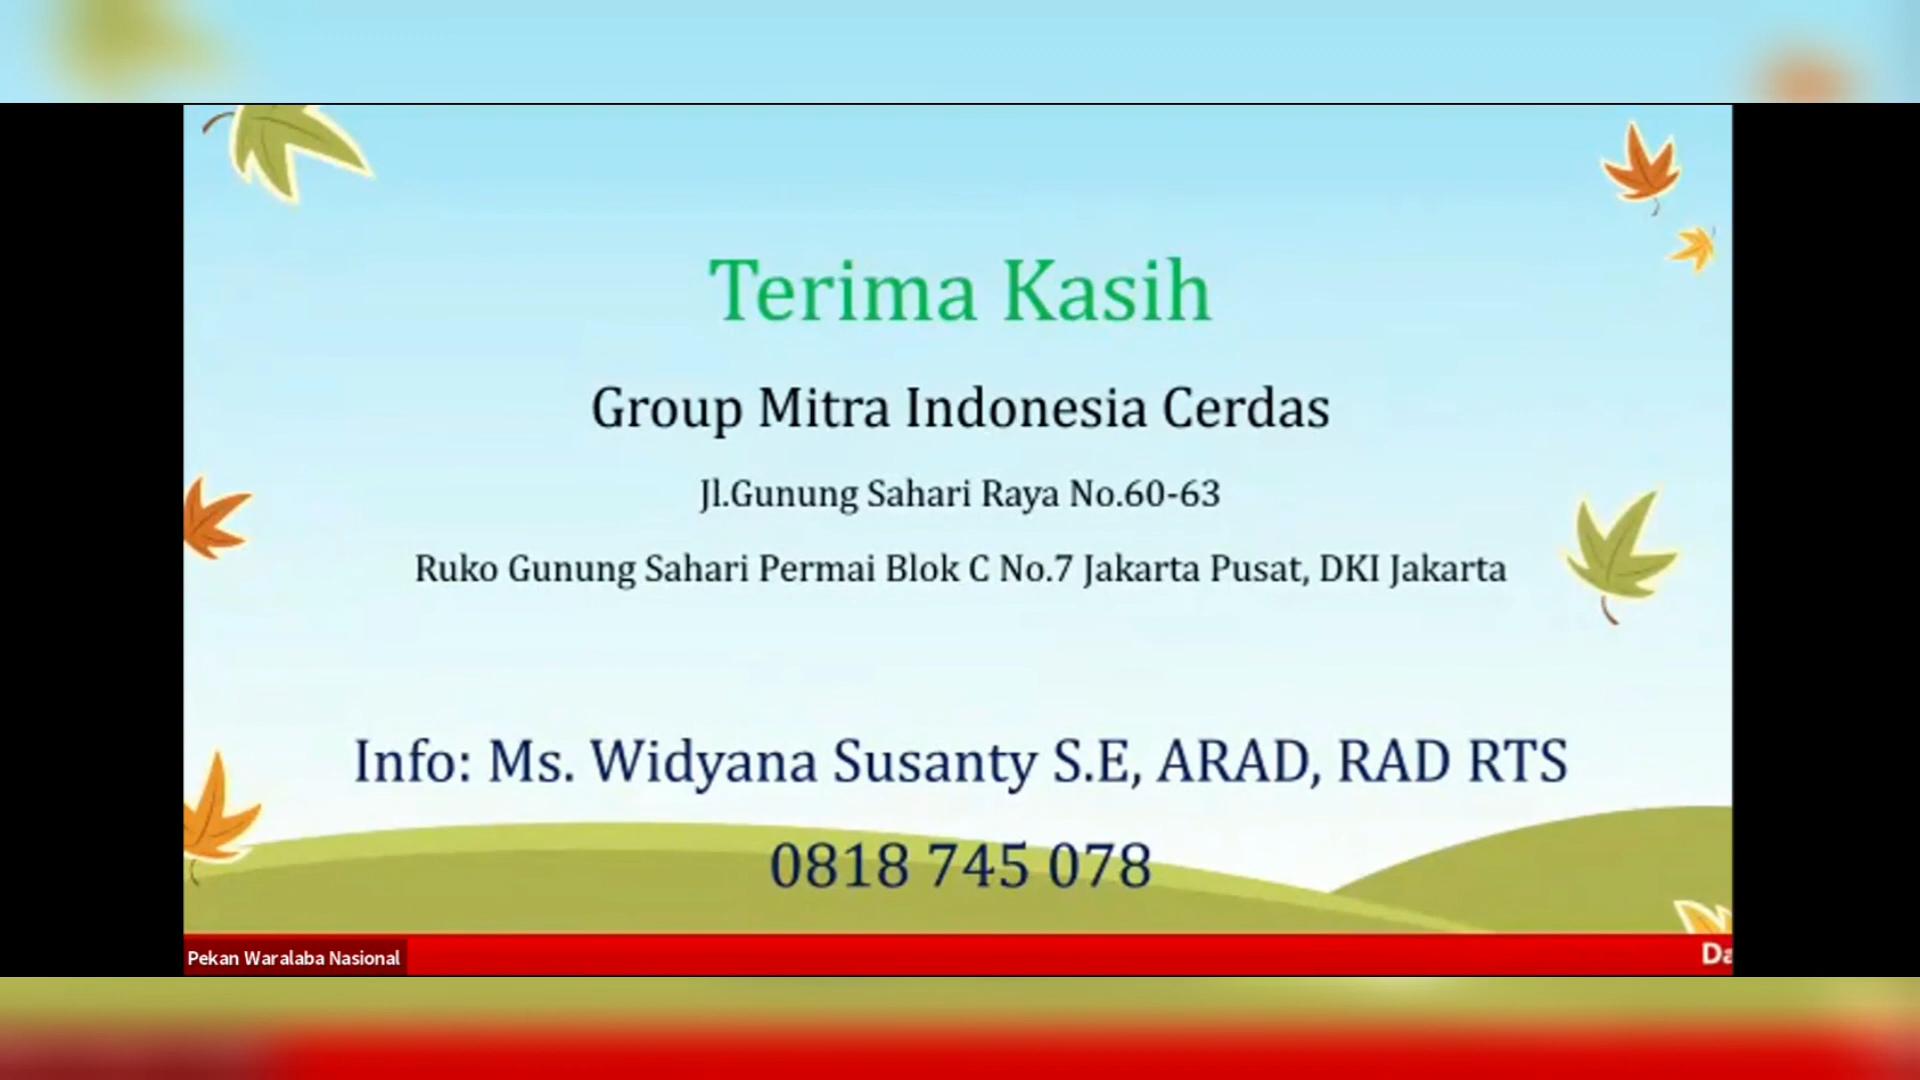 Terima Kasih
Group Mitra Indonesia Cerdas
Jl.Gunung Sahari Raya No.60-63
Ruko Gunung Sahari Permai Blok C No.7 Jakarta Pusat, DKI Jakarta
Info: Ms. Widyana Susanty S.E, ARAD, RAD RTS
0818 745 078
Pekan Waralaba Nasional